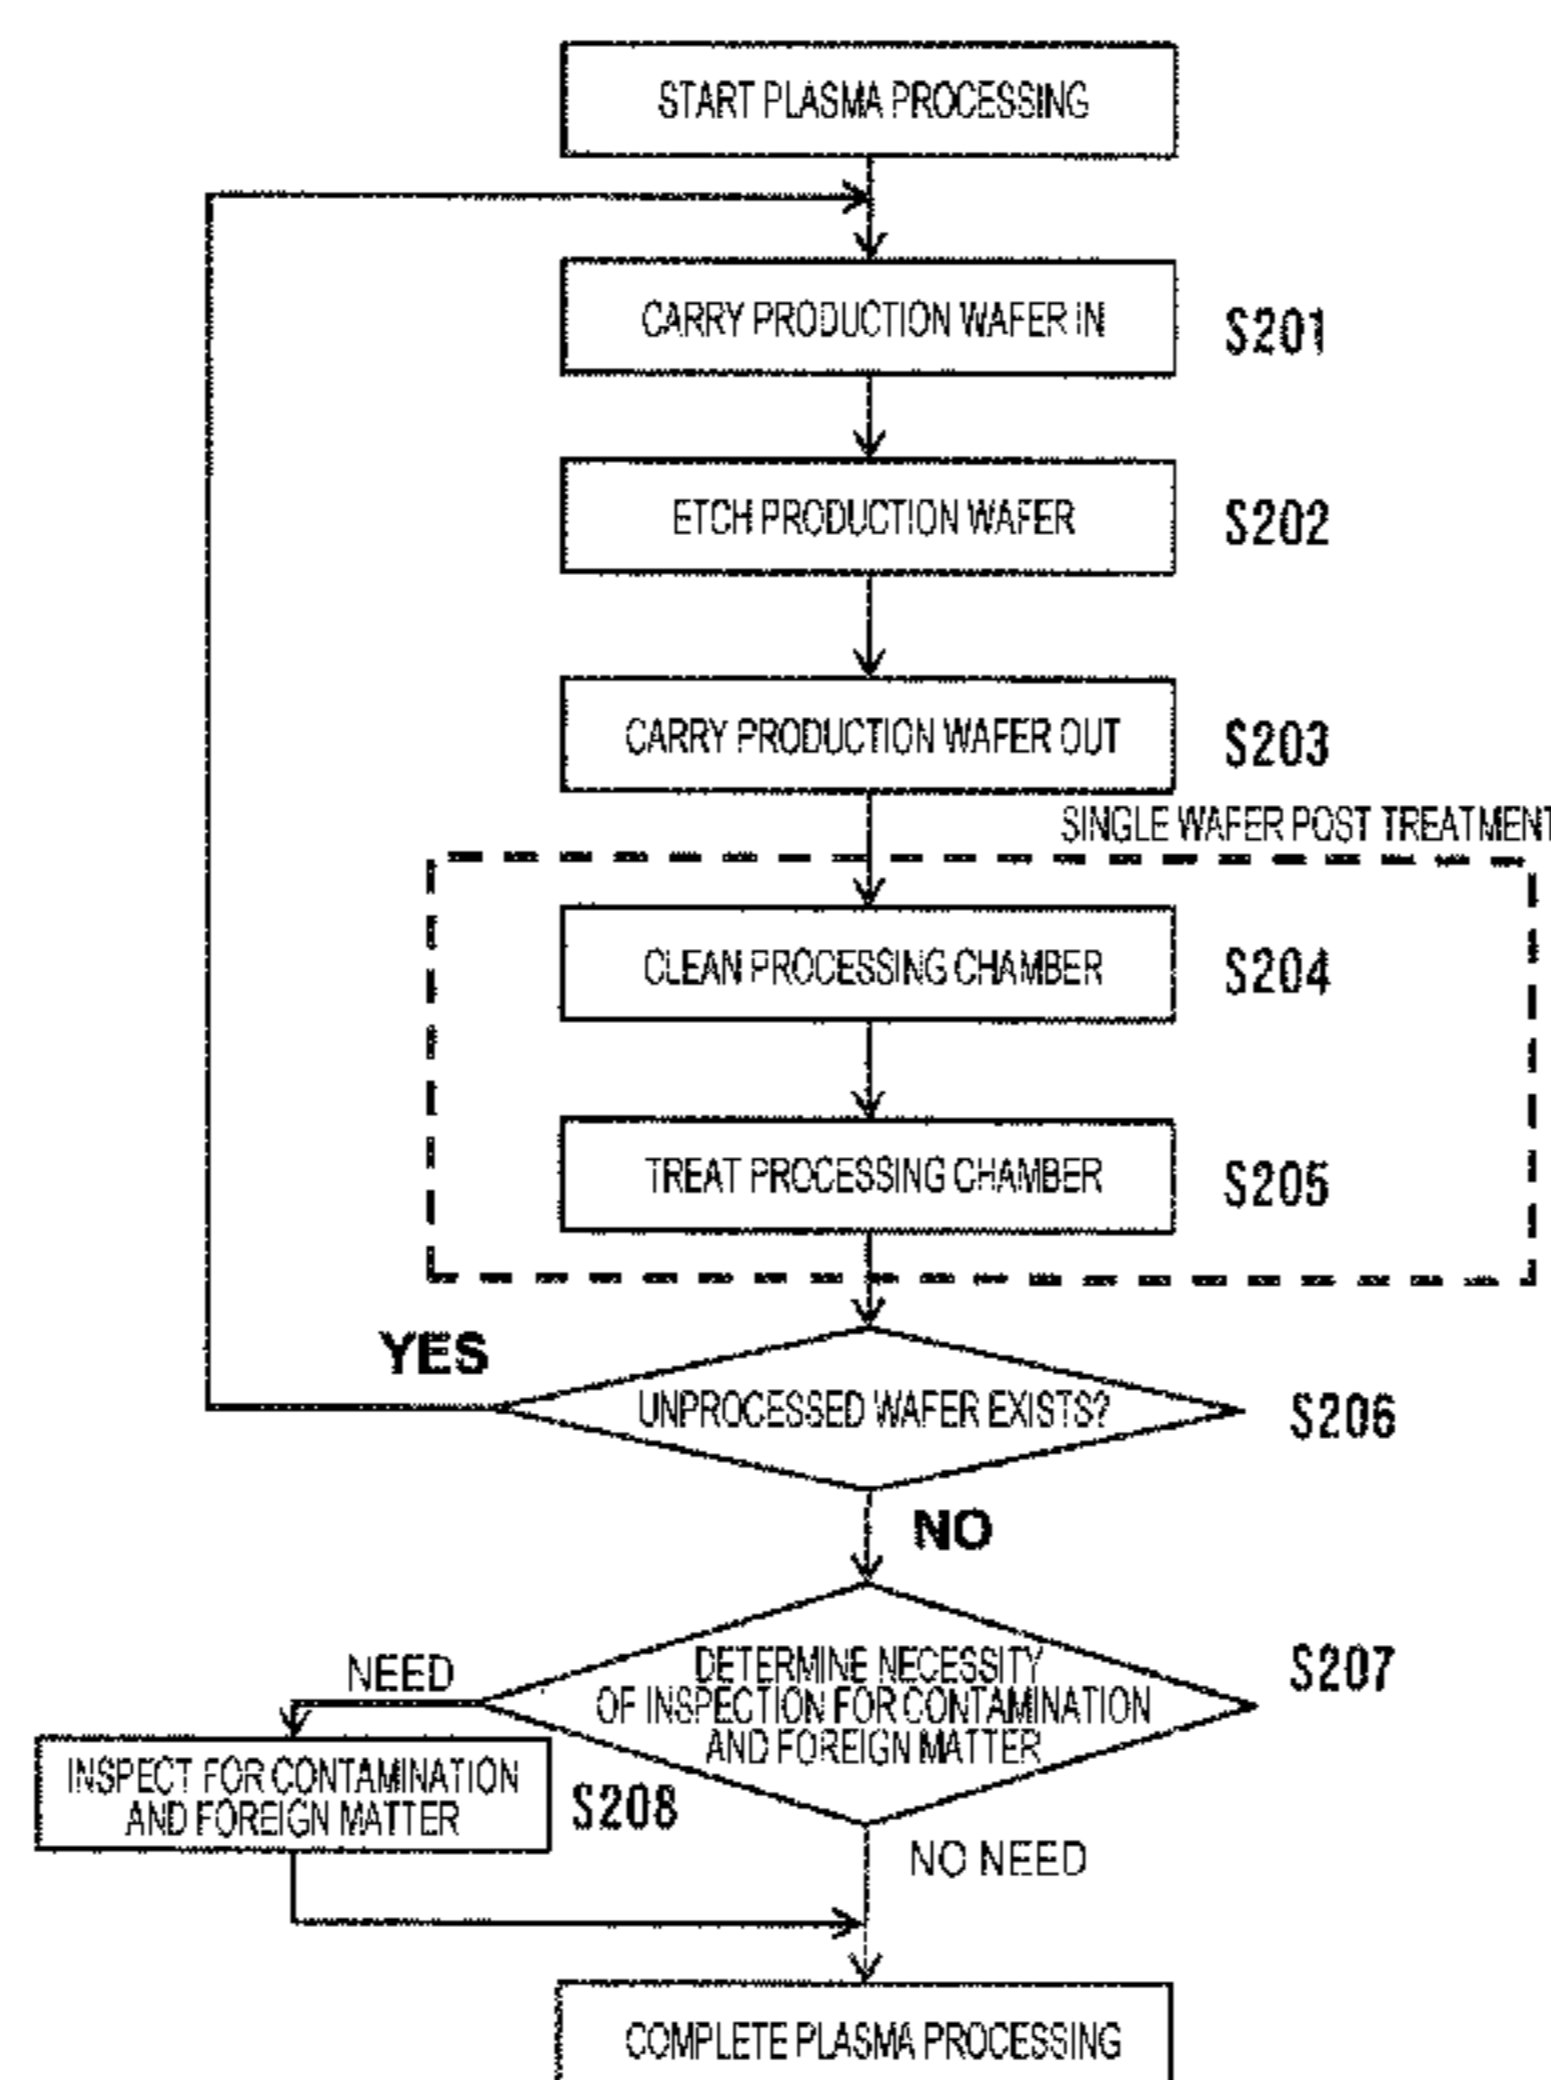 START PLASMA PROCESSING
CARRY PRODUCTION WAFER IN
S201
ETCH PRODUCTION WAFER
S202
CARRY PRODUCTION WAFER OUT
S203
SINGLE WAFER POST TREATMENT
CLEAN PROCESSING CHAMBER
S204
TREAT PROCESSING CHAMBER
S205
YES
UNPROCESSED WAFER EXISTS?
S206
NO
DETERMINE NECESSITY
OF INSPECTION FOR CONTAMINATION
AND FOREIGN MATTER
S207
NEED
INSPECT FOR CONTAMINATION
AND FOREIGN MATTER
S208
NO NEED
COMPLETE PLASMA PROCESSING